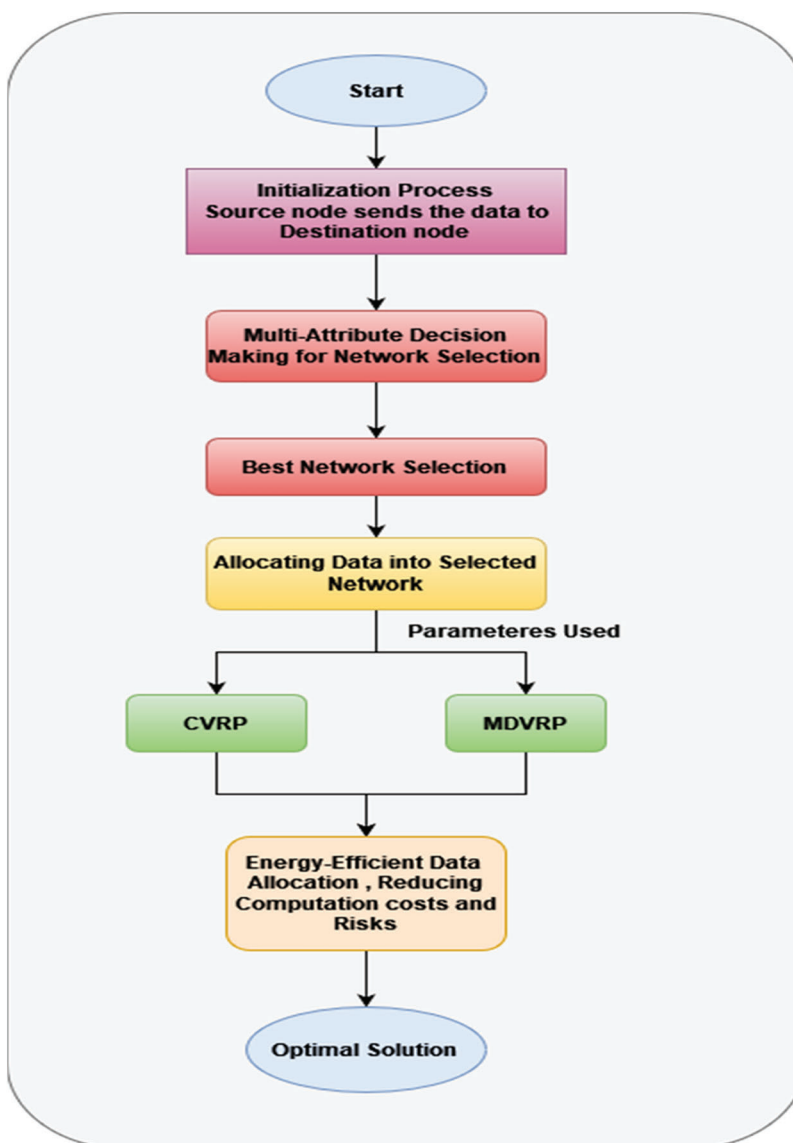 Start
Initialization Process
Source node sends the data to
Destination node
Multi-Attribute Decision
Making for Network Selection
Best Network Selection
Allocating Data into Selected
Network
Parameteres Used
CVRP
MDVRP
Energy-Efficient Data
Allocation , Reducing
Computation costs and
Risks
Optimal Solution